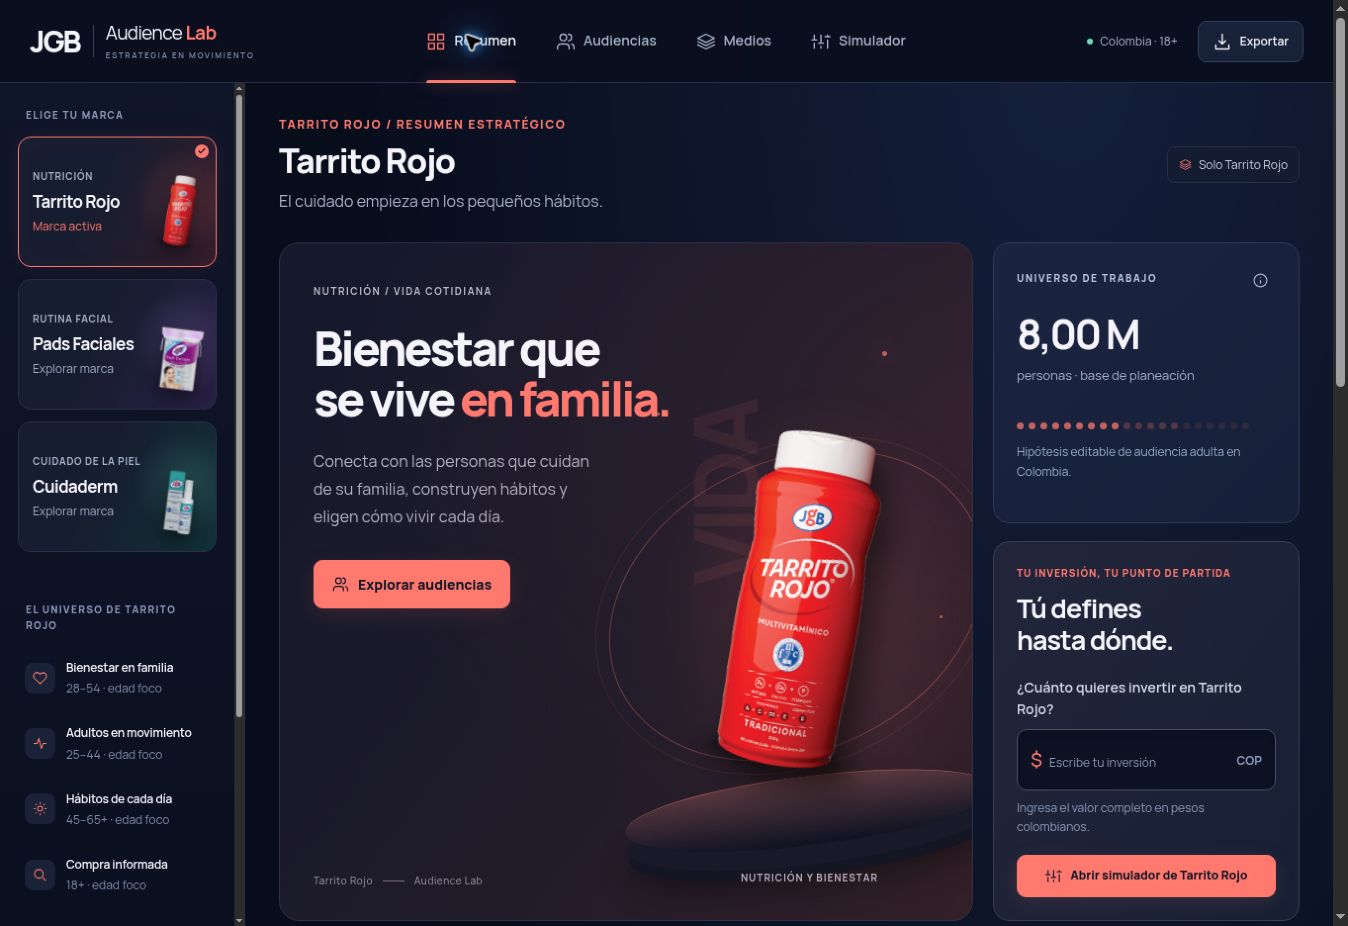 JGB
Audience Lab
ESTRATEGIA EN MOVIMIENTO
Resumen
Audiencias
Medios
Simulador
Colombia · 18+
Exportar
ELIGE TU MARCA
NUTRICIÓN
Tarrito Rojo
Marca activa
RUTINA FACIAL
Pads Faciales
Explorar marca
CUIDADO DE LA PIEL
Cuidaderm
Explorar marca
EL UNIVERSO DE TARRITO
ROJO
Bienestar en familia
28–54 · edad foco
Adultos en movimiento
25–44 · edad foco
Hábitos de cada día
45–65+ · edad foco
Compra informada
18+ · edad foco
TARRITO ROJO / RESUMEN ESTRATÉGICO
Tarrito Rojo
El cuidado empieza en los pequeños hábitos.
Solo Tarrito Rojo
NUTRICIÓN / VIDA COTIDIANA
Bienestar que
se vive en familia.
Conecta con las personas que cuidan
de su familia, construyen hábitos y
eligen cómo vivir cada día.
Explorar audiencias
VIDA
JGB
TARRITO
ROJO
MULTIVITAMÍNICO
TRADICIONAL
Tarrito Rojo
Audience Lab
NUTRICIÓN Y BIENESTAR
UNIVERSO DE TRABAJO
8,00 M
personas · base de planeación
Hipótesis editable de audiencia adulta en
Colombia.
TU INVERSIÓN, TU PUNTO DE PARTIDA
Tú defines
hasta dónde.
¿Cuánto quieres invertir en Tarrito
Rojo?
$ Escribe tu inversión COP
Ingresa el valor completo en pesos
colombianos.
Abrir simulador de Tarrito Rojo